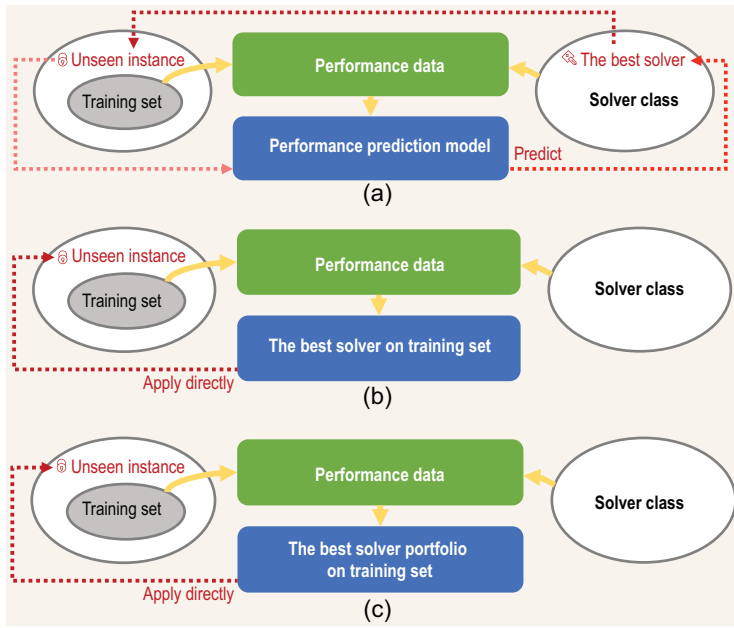 Unseen instance
Performance data
The best solver
Training set
Solver class
Performance prediction model
Predict
(a)
Unseen instance
Performance data
Training set
Solver class
The best solver on training set
Apply directly
(b)
Unseen instance
Performance data
Training set
Solver class
The best solver portfolio
on training set
Apply directly
(c)